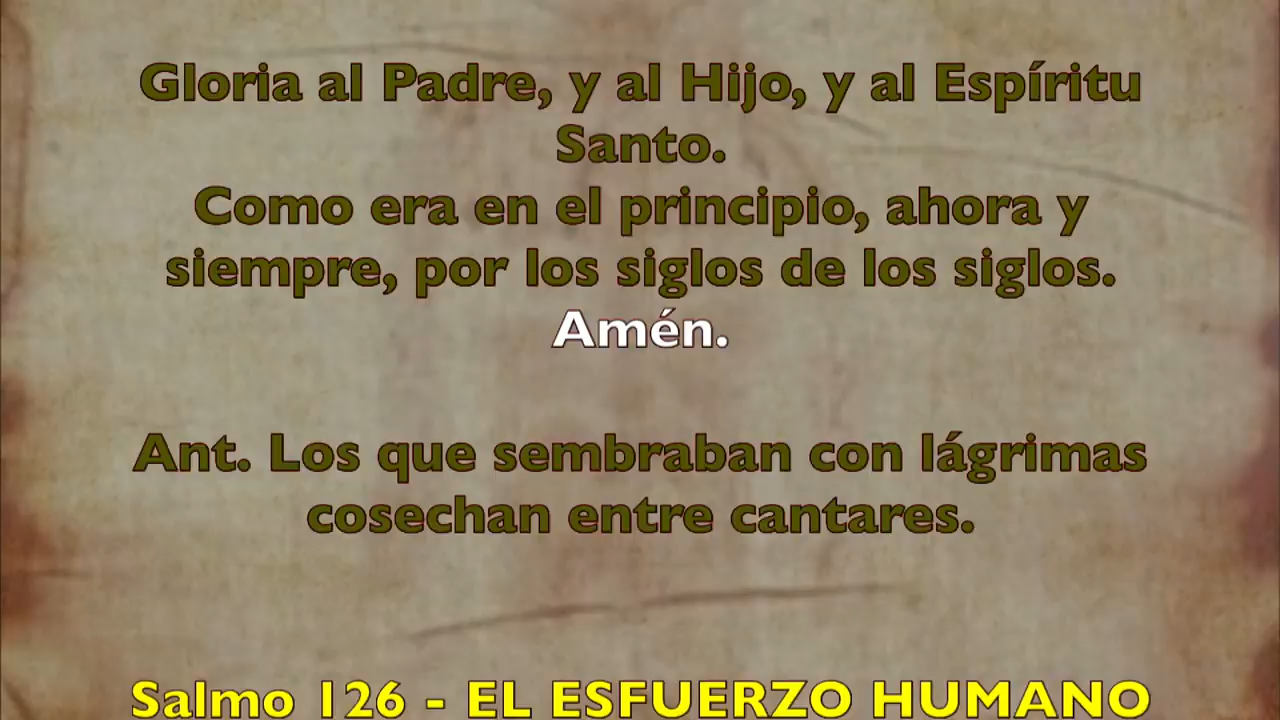 Gloria al Padre, y al Hijo, y al Espíritu
Santo.
Como era en el principio, ahora y
siempre, por los siglos de los siglos.
Amén.
Ant. Los que sembraban con lágrimas
cosechan entre cantares.
Salmo 126 - EL ESFUERZO HUMANO